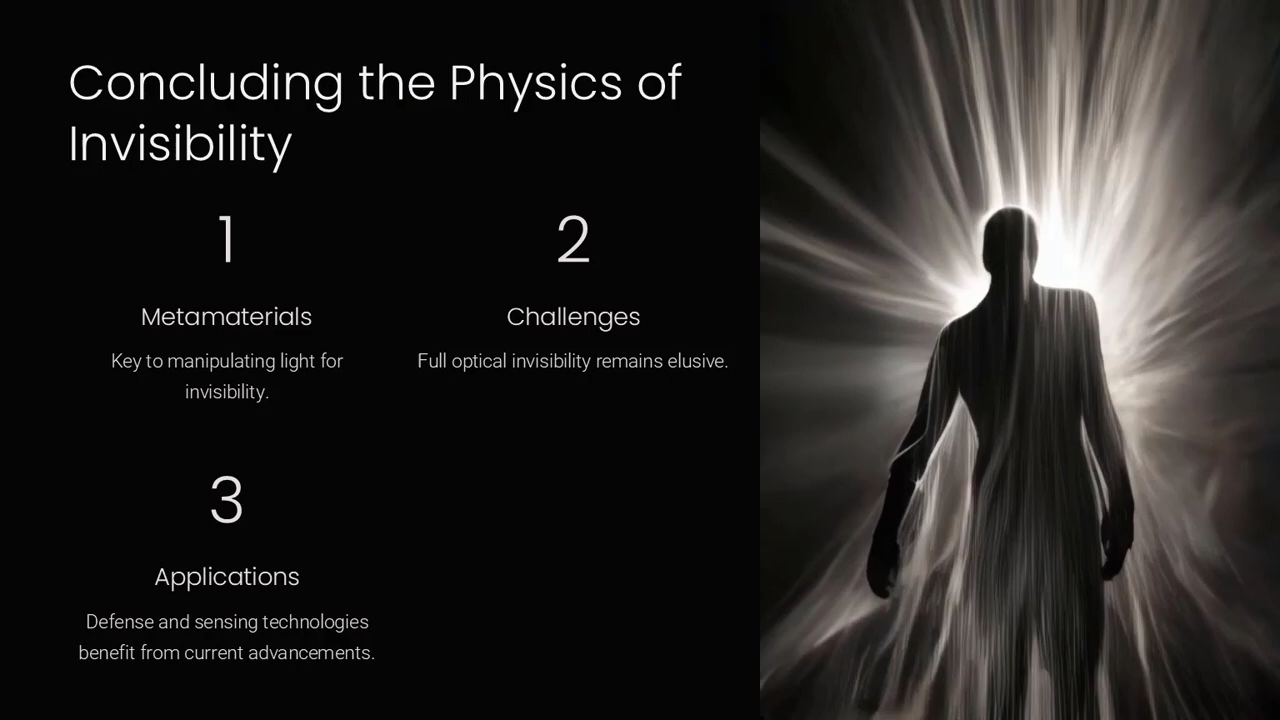 Concluding the Physics of
Invisibility
1
Metamaterials
Key to manipulating light for
invisibility.
2
Challenges
Full optical invisibility remains elusive.
3
Applications
Defense and sensing technologies
benefit from current advancements.